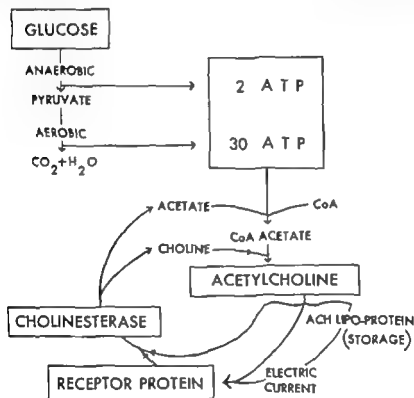 GLUCOSE
ANAEROBIC
PYRUVATE
AEROBIC
CO2+H2O
2 ATP
30 ATP
ACETATE
CoA
CHOLINE
CoA ACETATE
ACETYLCHOLINE
CHOLINESTERASE
ACH LIPO-PROTEIN
(STORAGE)
ELECTRIC
CURRENT
RECEPTOR PROTEIN